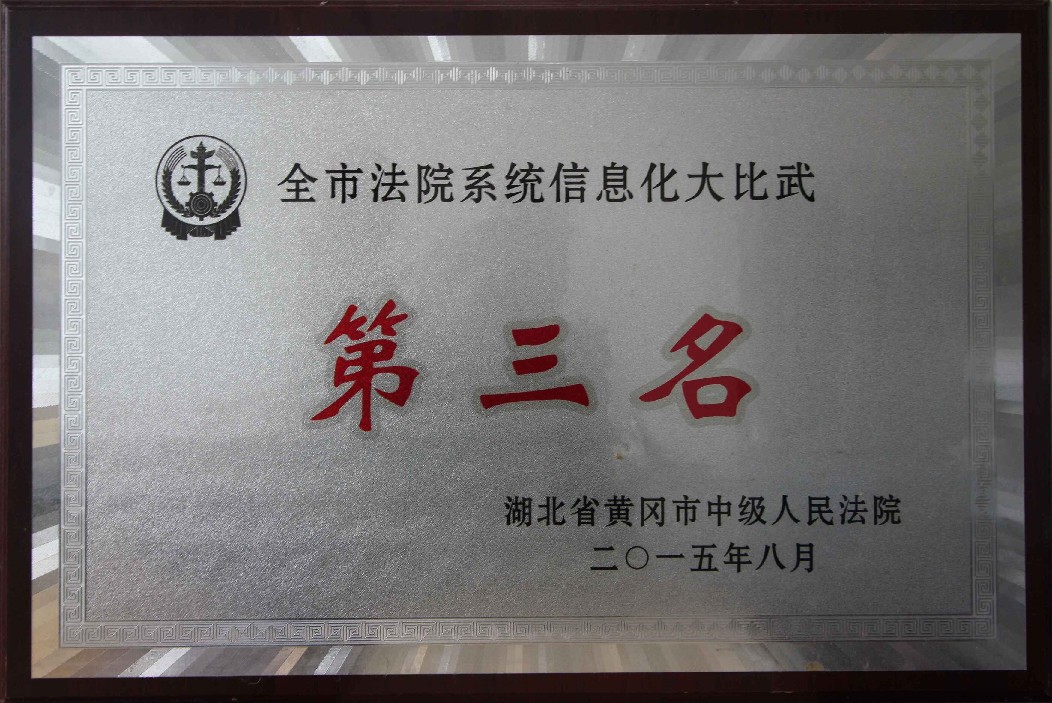 全市法院系统信息化大比武
第三名
湖北省黄冈市中级人民法院
二〇一五年八月